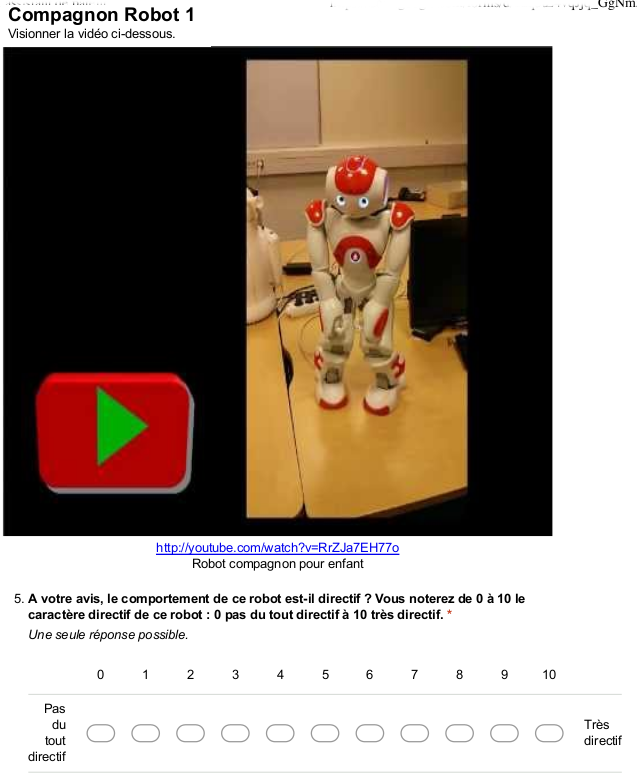 Compagnon Robot 1
Visionner la vidéo ci-dessous.
http://youtube.com/watch?v=RrZJa7EH77o
Robot compagnon pour enfant
5. A votre avis, le comportement de ce robot est-il directif ? Vous noterez de 0 à 10 le
caractère directif de ce robot : 0 pas du tout directif à 10 très directif. *
Une seule réponse possible.
0 1 2 3 4 5 6 7 8 9 10
Pas
du
tout
directif
Très
directif